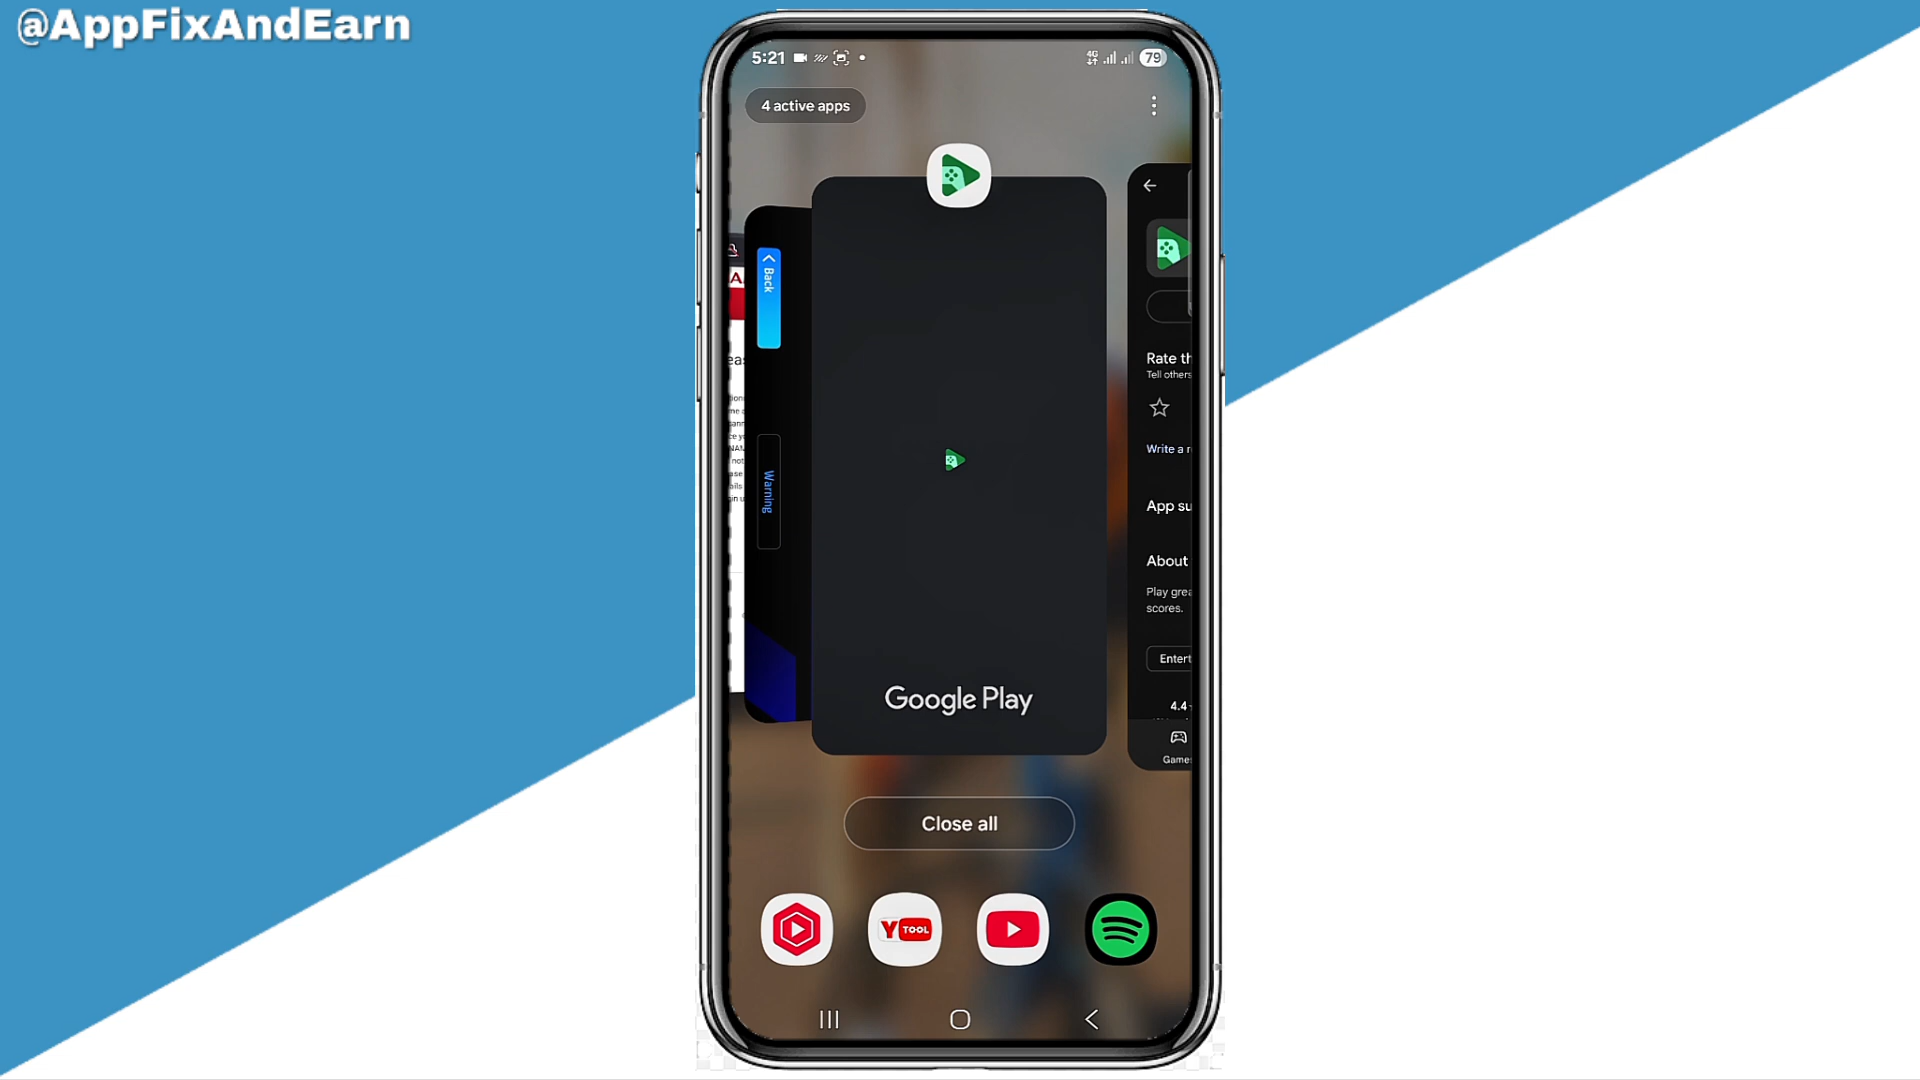 @AppFixAndEarn
5:21
4G
79
4 active apps
Back
Warning
Google Play
Rate th
Tell others
Write a r
App su
About
Play grea
scores.
Entert
4.4
Games
Close all
Y TOOL